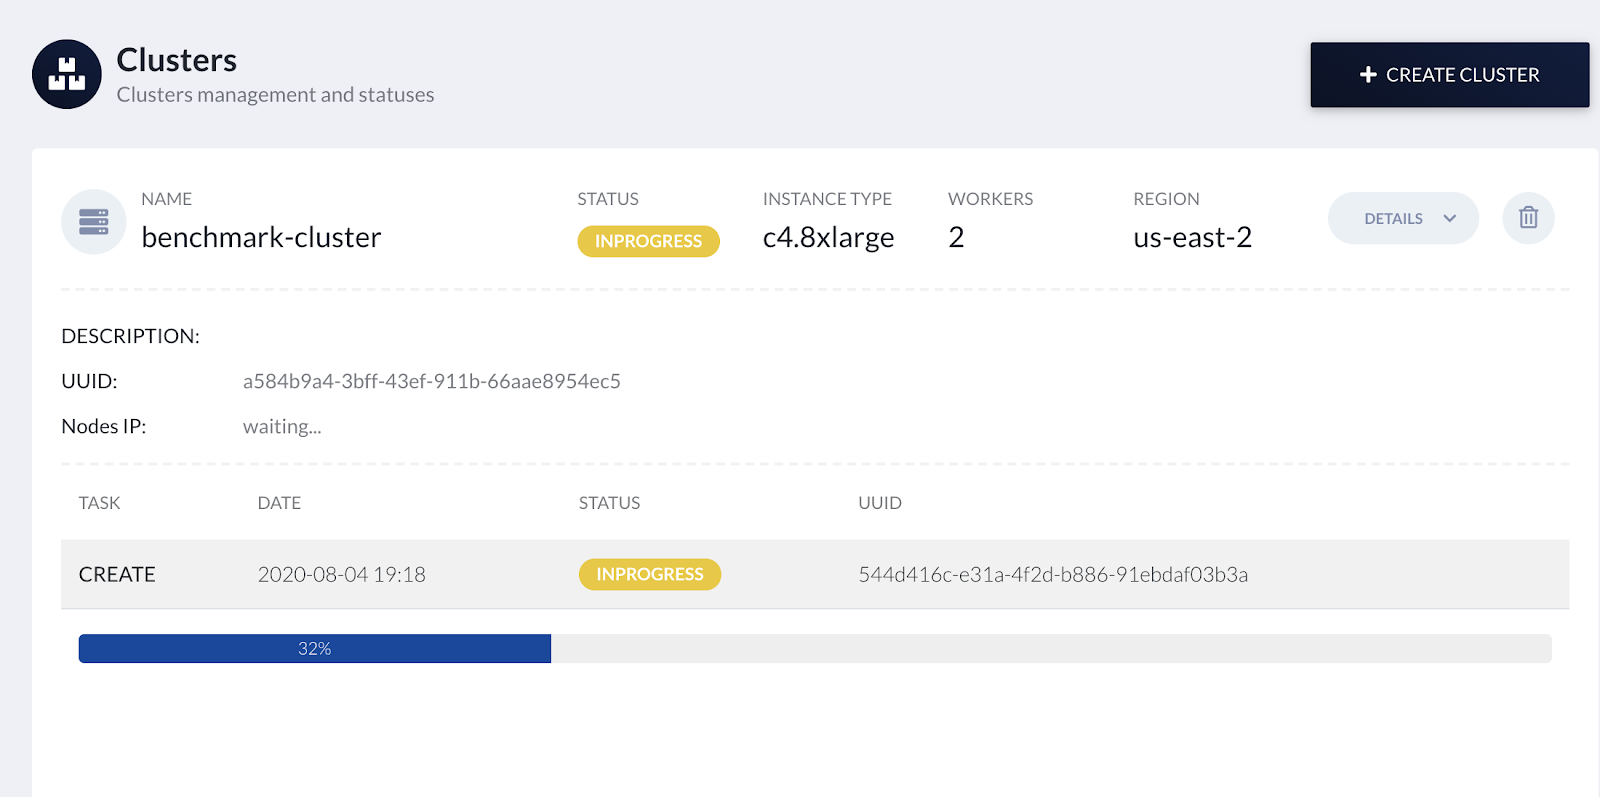 Clusters
Clusters management and statuses
CREATE CLUSTER
NAME STATUS INSTANCE TYPE WORKERS REGION
benchmark-cluster INPROGRESS c4.8xlarge 2 us-east-2 DETAILS
DESCRIPTION:
UUID: a584b9a4-3bff-43ef-911b-66aae8954ec5
Nodes IP: waiting...
TASK DATE STATUS UUID
CREATE 2020-08-04 19:18 INPROGRESS 544d416c-e31a-4f2d-b886-91ebdaf03b3a
32%